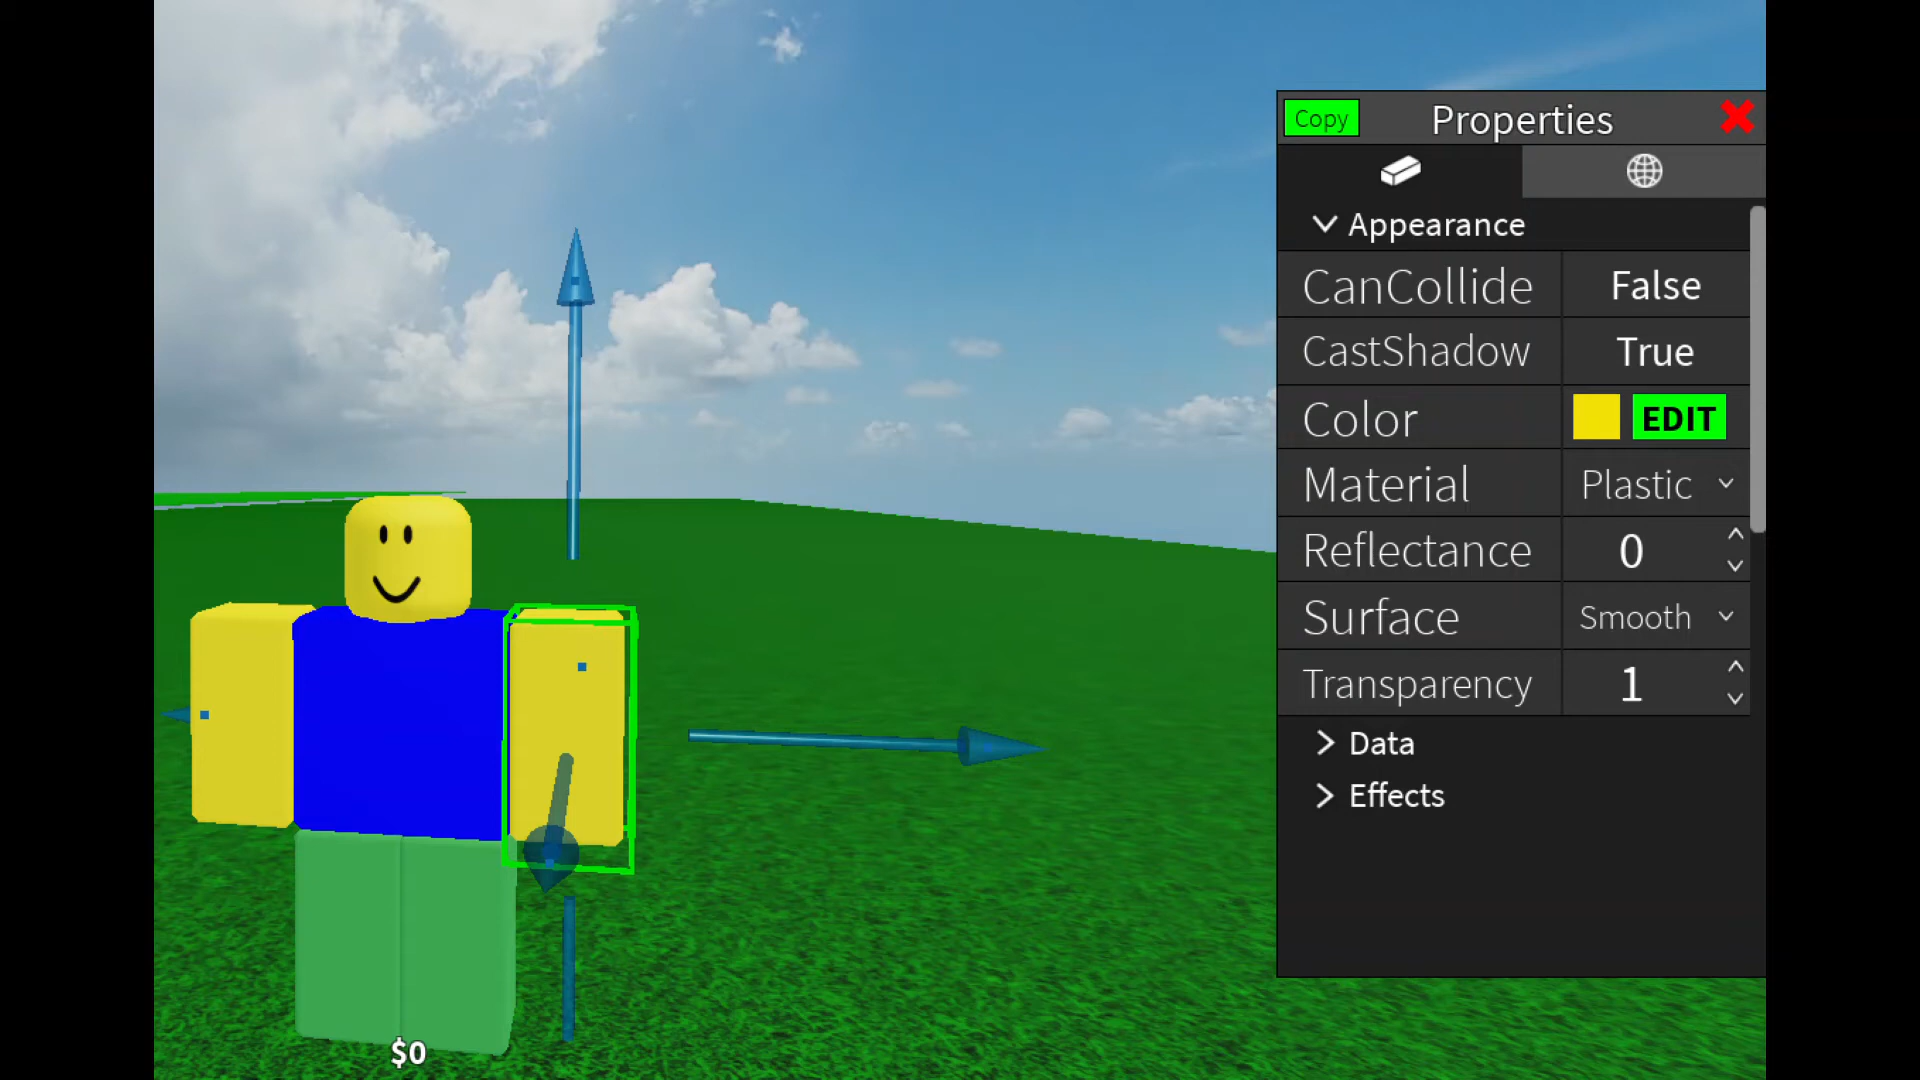 Copy
Properties
Appearance
CanCollide False
CastShadow True
Color EDIT
Material Plastic
Reflectance 0
Surface Smooth
Transparency 1
Data
Effects
$0